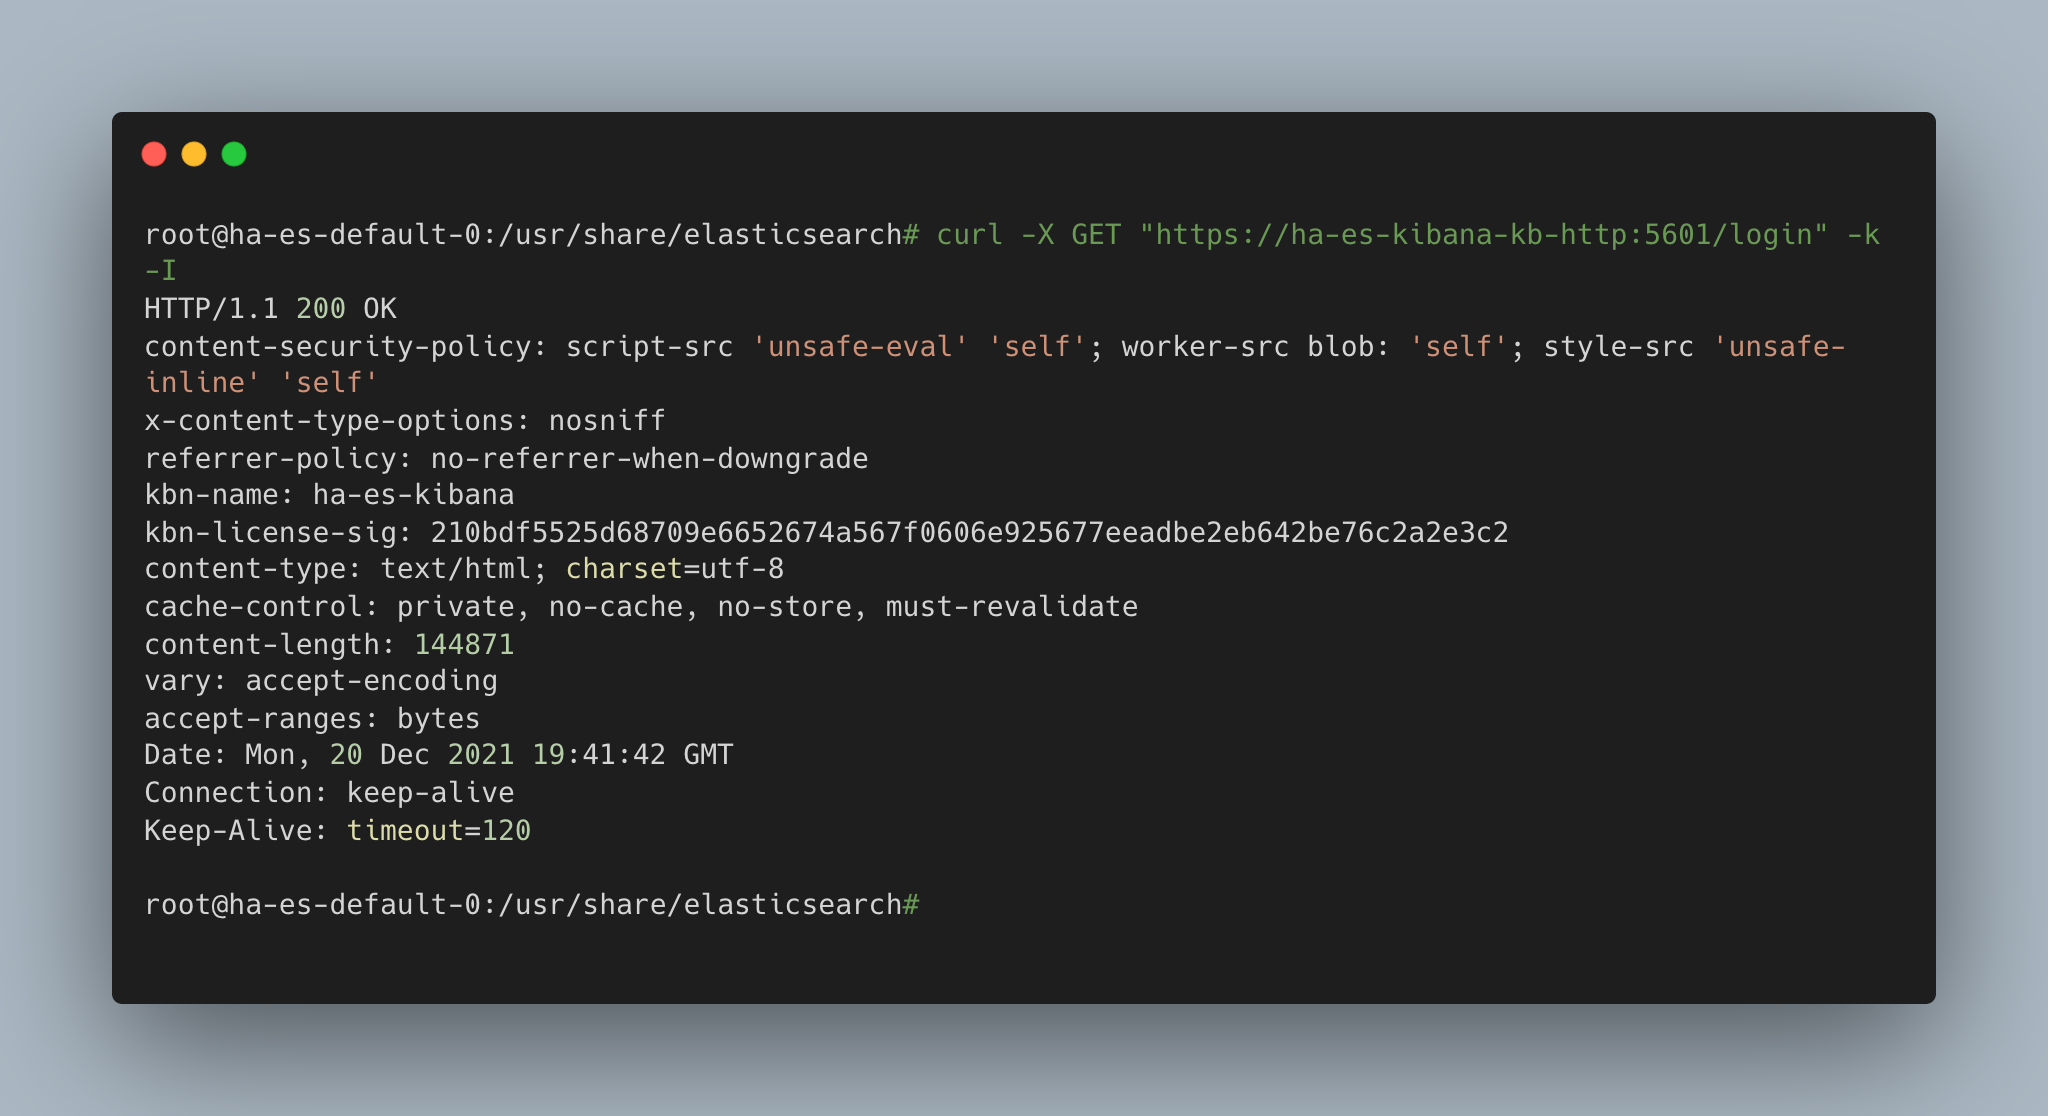 root@ha-es-default-0:/usr/share/elasticsearch# curl -X GET "https://ha-es-kibana-kb-http:5601/login" -k
-I
HTTP/1.1 200 OK
content-security-policy: script-src 'unsafe-eval' 'self'; worker-src blob: 'self'; style-src 'unsafe-
inline' 'self'
x-content-type-options: nosniff
referrer-policy: no-referrer-when-downgrade
kbn-name: ha-es-kibana
kbn-license-sig: 210bdf5525d68709e6652674a567f0606e925677eeadbe2eb642be76c2a2e3c2
content-type: text/html; charset=utf-8
cache-control: private, no-cache, no-store, must-revalidate
content-length: 144871
vary: accept-encoding
accept-ranges: bytes
Date: Mon, 20 Dec 2021 19:41:42 GMT
Connection: keep-alive
Keep-Alive: timeout=120
root@ha-es-default-0:/usr/share/elasticsearch#